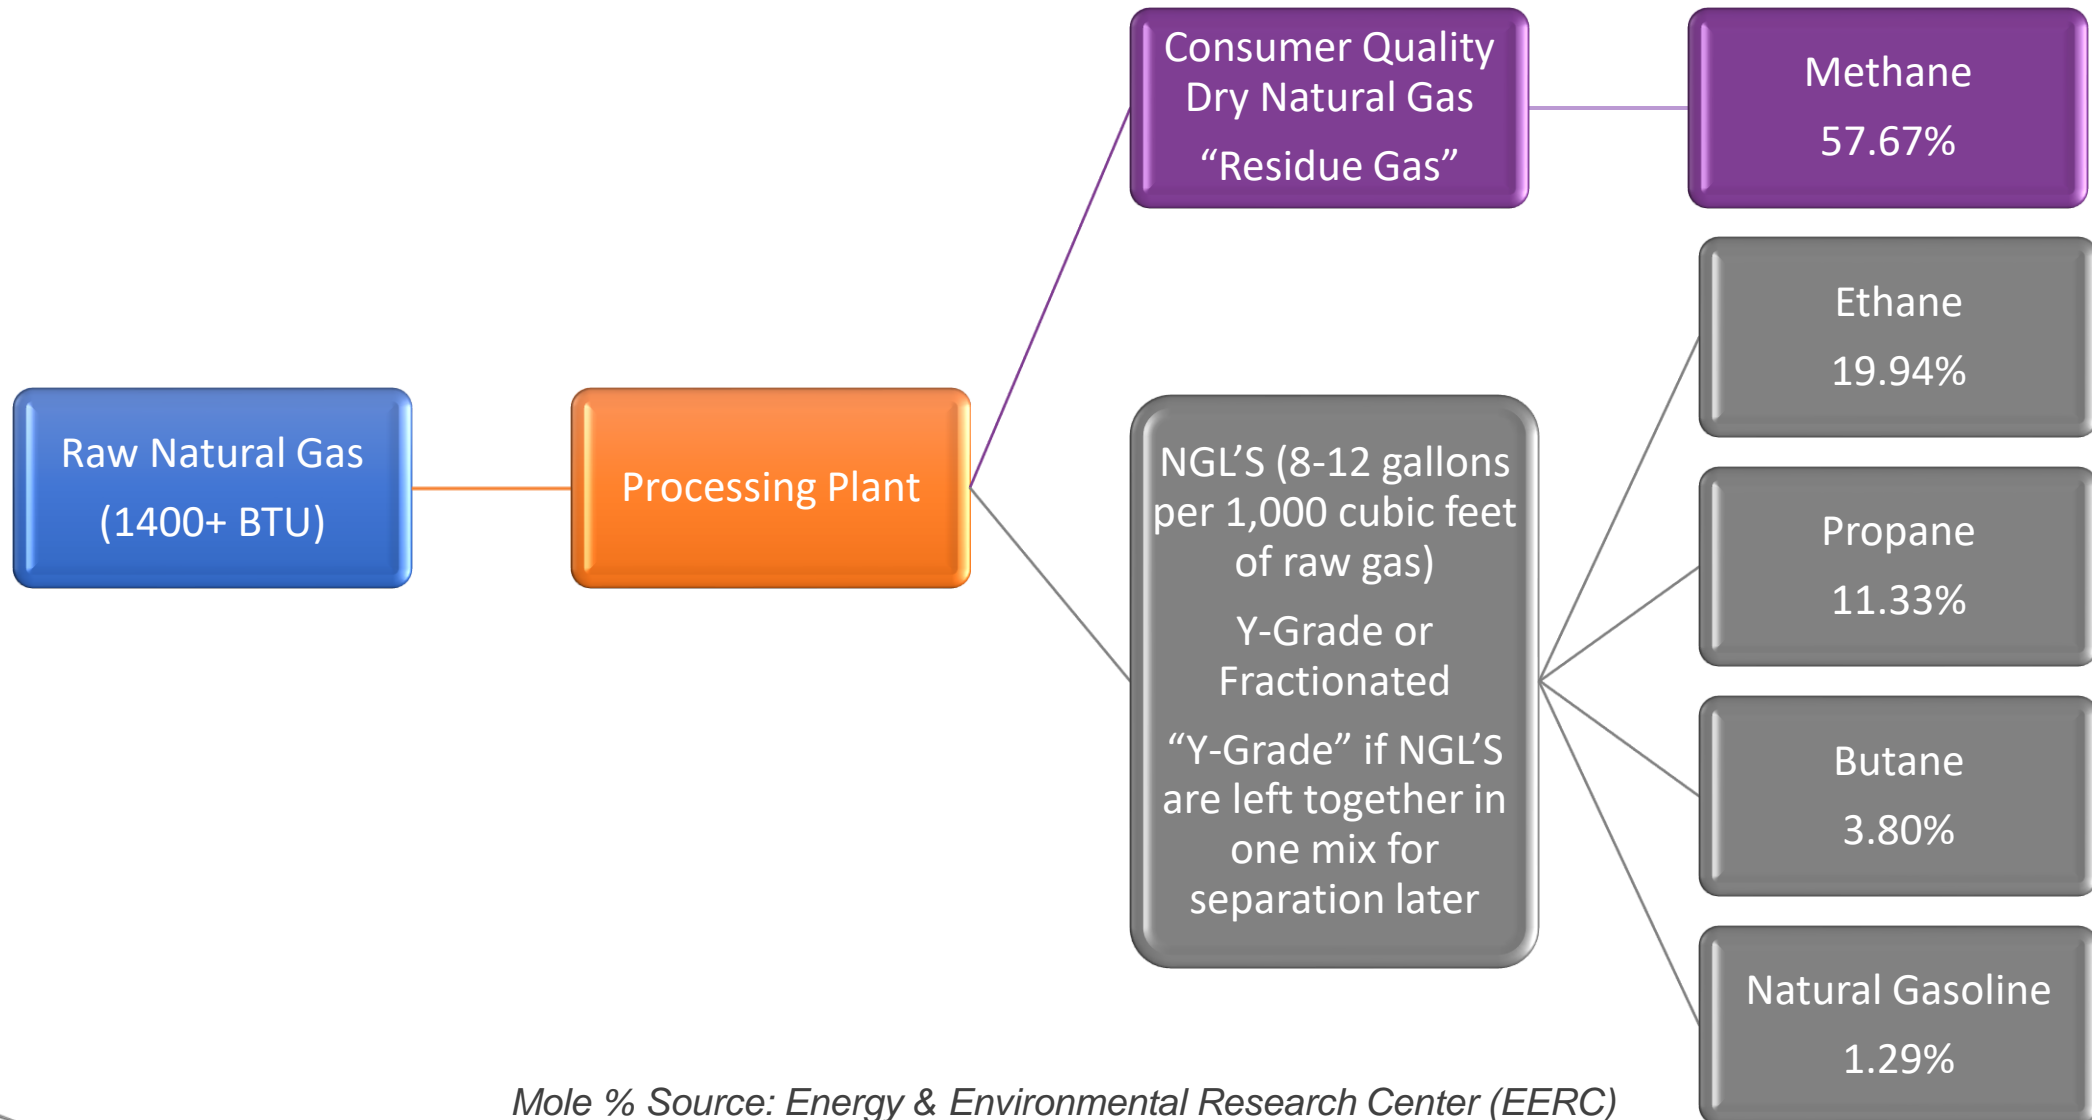 Raw Natural Gas
(1400+ BTU)
Processing Plant
Consumer Quality
Dry Natural Gas
“Residue Gas”
Methane
57.67%
NGL’S (8-12 gallons
per 1,000 cubic feet
of raw gas)
Y-Grade or
Fractionated
“Y-Grade” if NGL’S
are left together in
one mix for
separation later
Ethane
19.94%
Propane
11.33%
Butane
3.80%
Natural Gasoline
1.29%
Mole % Source: Energy & Environmental Research Center (EERC)